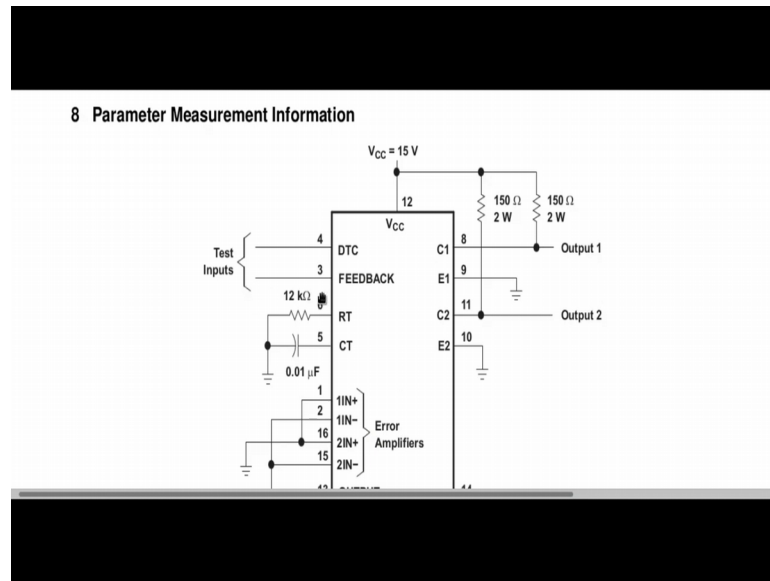 8 Parameter Measurement Information
VCC = 15 V
12
VCC
150 Ω
2 W
150 Ω
2 W
Test
Inputs
4
DTC
3
FEEDBACK
12 kΩ
RT
5
CT
0.01 μF
C1
8
Output 1
E1
9
C2
11
Output 2
E2
10
1
1IN+
2
1IN−
16
2IN+
15
2IN−
Error
Amplifiers